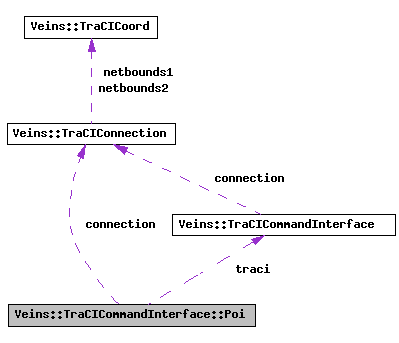 Veins::TraCICoord
netbounds1
netbounds2
Veins::TraCIConnection
connection
connection
Veins::TraCICommandInterface
traci
Veins::TraCICommandInterface::Poi